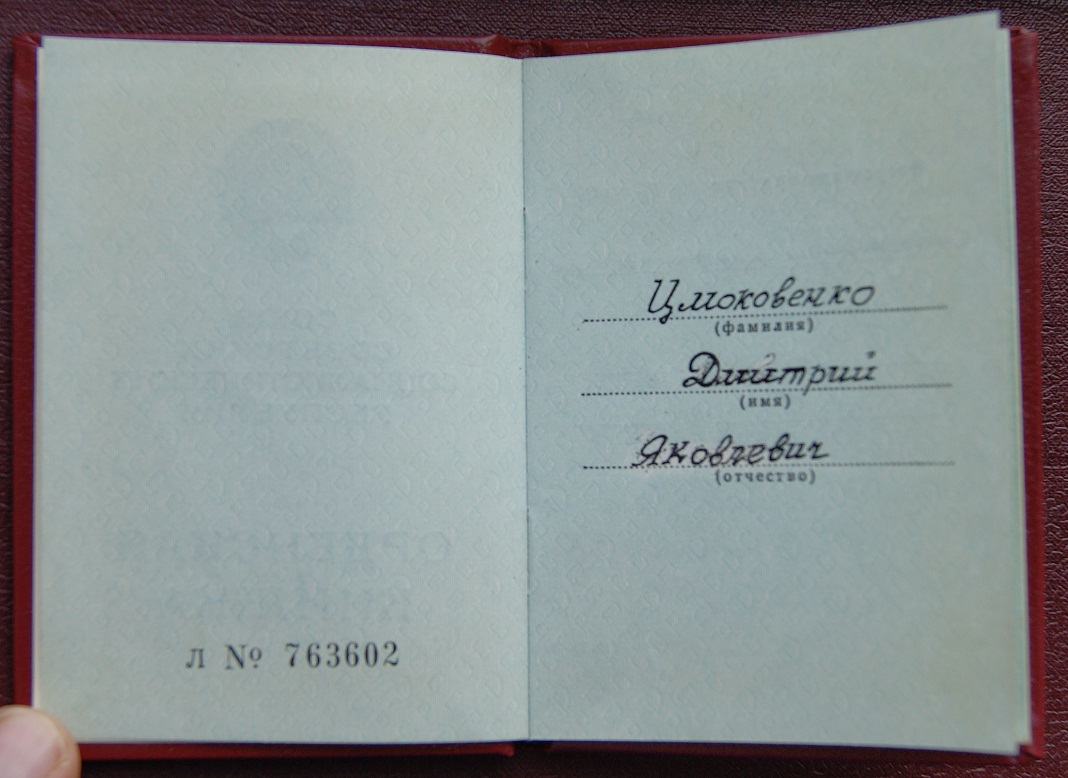 л № 763602
Цмоковенко
(фамилия)
Дмитрий
(имя)
Яковлевич
(отчество)